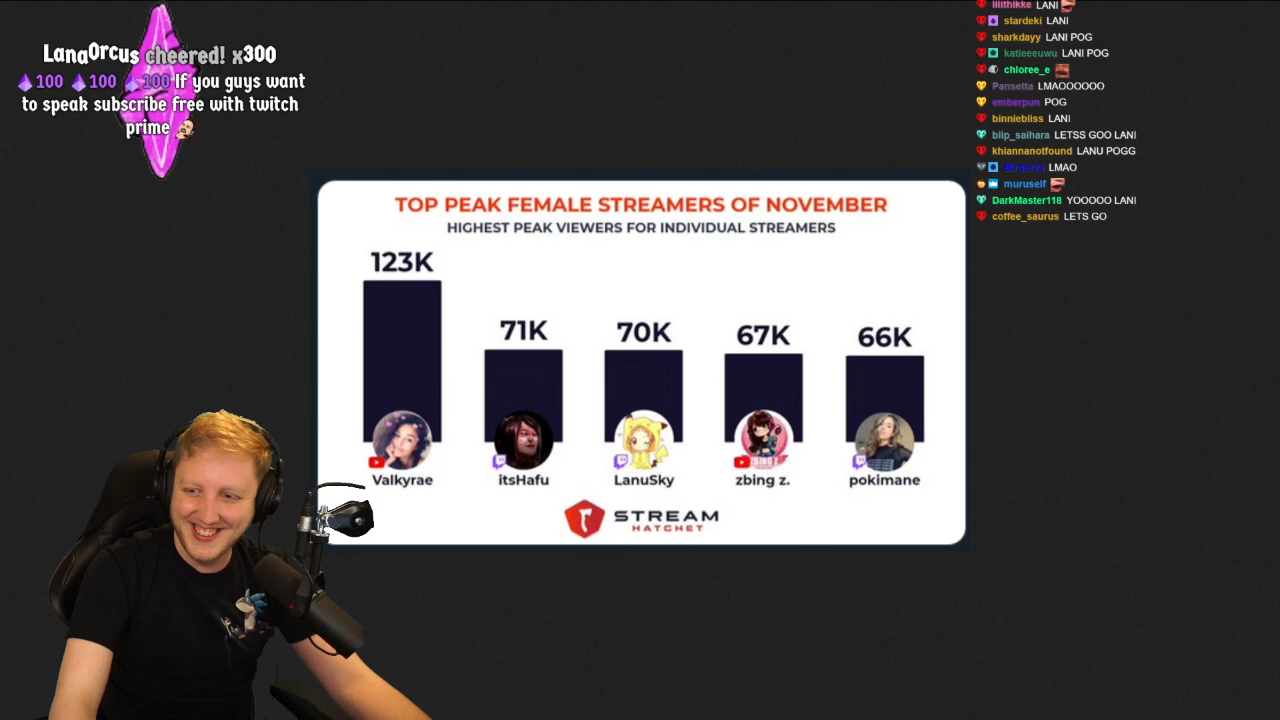 LanaOrcus cheered! x300
100 100 100 If you guys want
to speak subscribe free with twitch
prime
TOP PEAK FEMALE STREAMERS OF NOVEMBER
HIGHEST PEAK VIEWERS FOR INDIVIDUAL STREAMERS
123K
71K
70K
67K
66K
Valkyrae
itsHafu
LanuSky
zbing z.
pokimane
STREAM
HATCHET
lilithikke LANI
stardeki LANI
sharkdayy LANI POG
katieeeuwu LANI POG
chloree_e
Pansetta LMAOOOOOO
emberpun POG
binniebliss LANI
blip_saihara LETSS GOO LANI
khiannanotfound LANU POGG
LMAO
muruself
DarkMaster118 YOOOOO LANI
coffee_saurus LETS GO